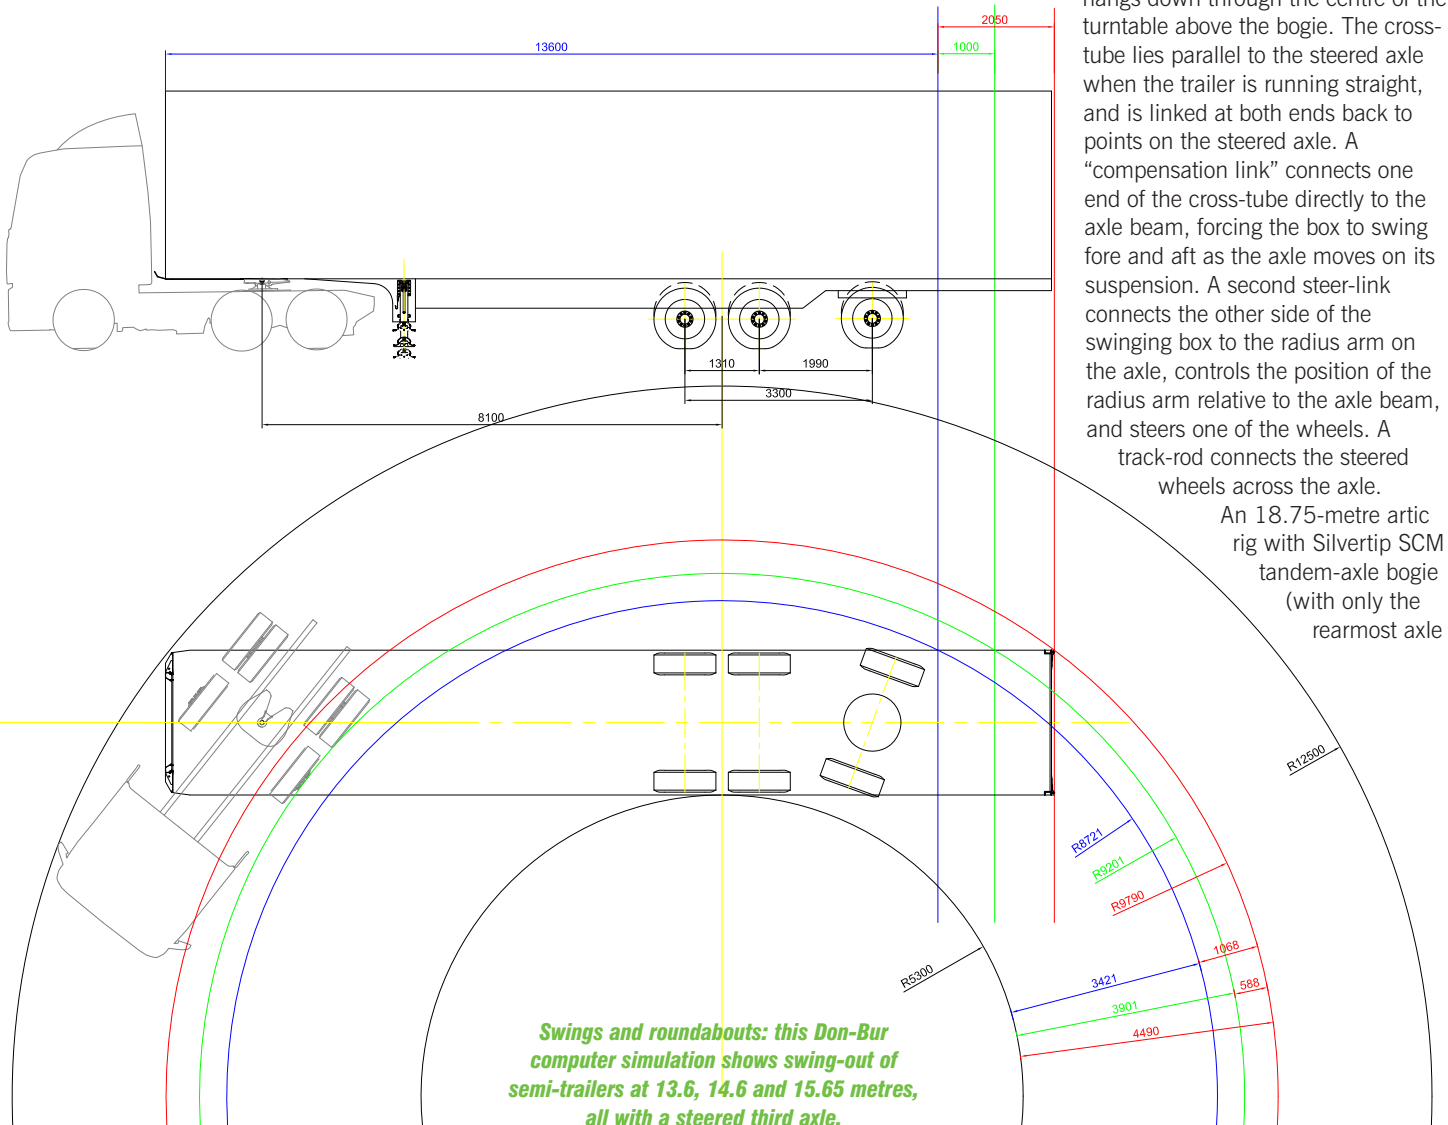 2050
13600
1000
1310
1990
3300
8100
R12500
R8721
R9201
R9790
R5300
1068
3421
588
3901
4490
Swings and roundabouts: this Don-Bur
computer simulation shows swing-out of
semi-trailers at 13.6, 14.6 and 15.65 metres,
all with a steered third axle.
hangs down through the centre of the
turntable above the bogie. The cross-
tube lies parallel to the steered axle
when the trailer is running straight,
and is linked at both ends back to
points on the steered axle. A
“compensation link” connects one
end of the cross-tube directly to the
axle beam, forcing the box to swing
fore and aft as the axle moves on its
suspension. A second steer-link
connects the other side of the
swinging box to the radius arm on
the axle, controls the position of the
radius arm relative to the axle beam,
and steers one of the wheels. A
track-rod connects the steered
wheels across the axle.
An 18.75-metre artic
rig with Silvertip SCM
tandem-axle bogie
(with only the
rearmost axle